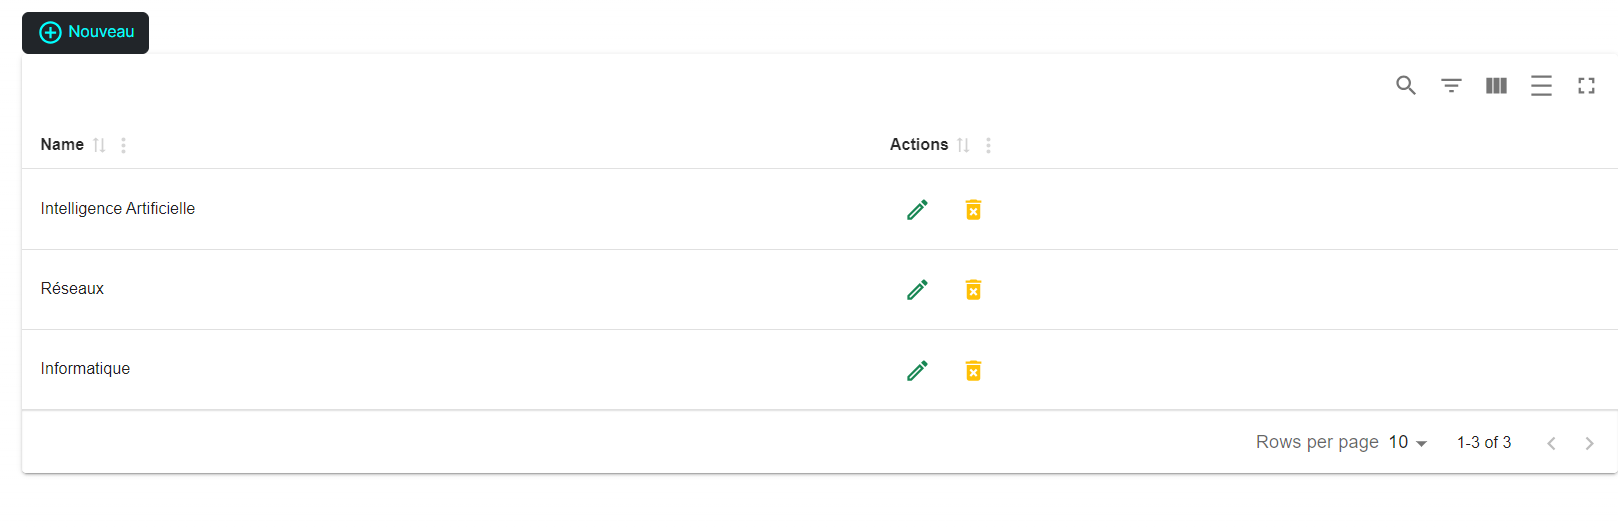 Nouveau
Name Actions
Intelligence Artificielle
Réseaux
Informatique
Rows per page 10 1-3 of 3